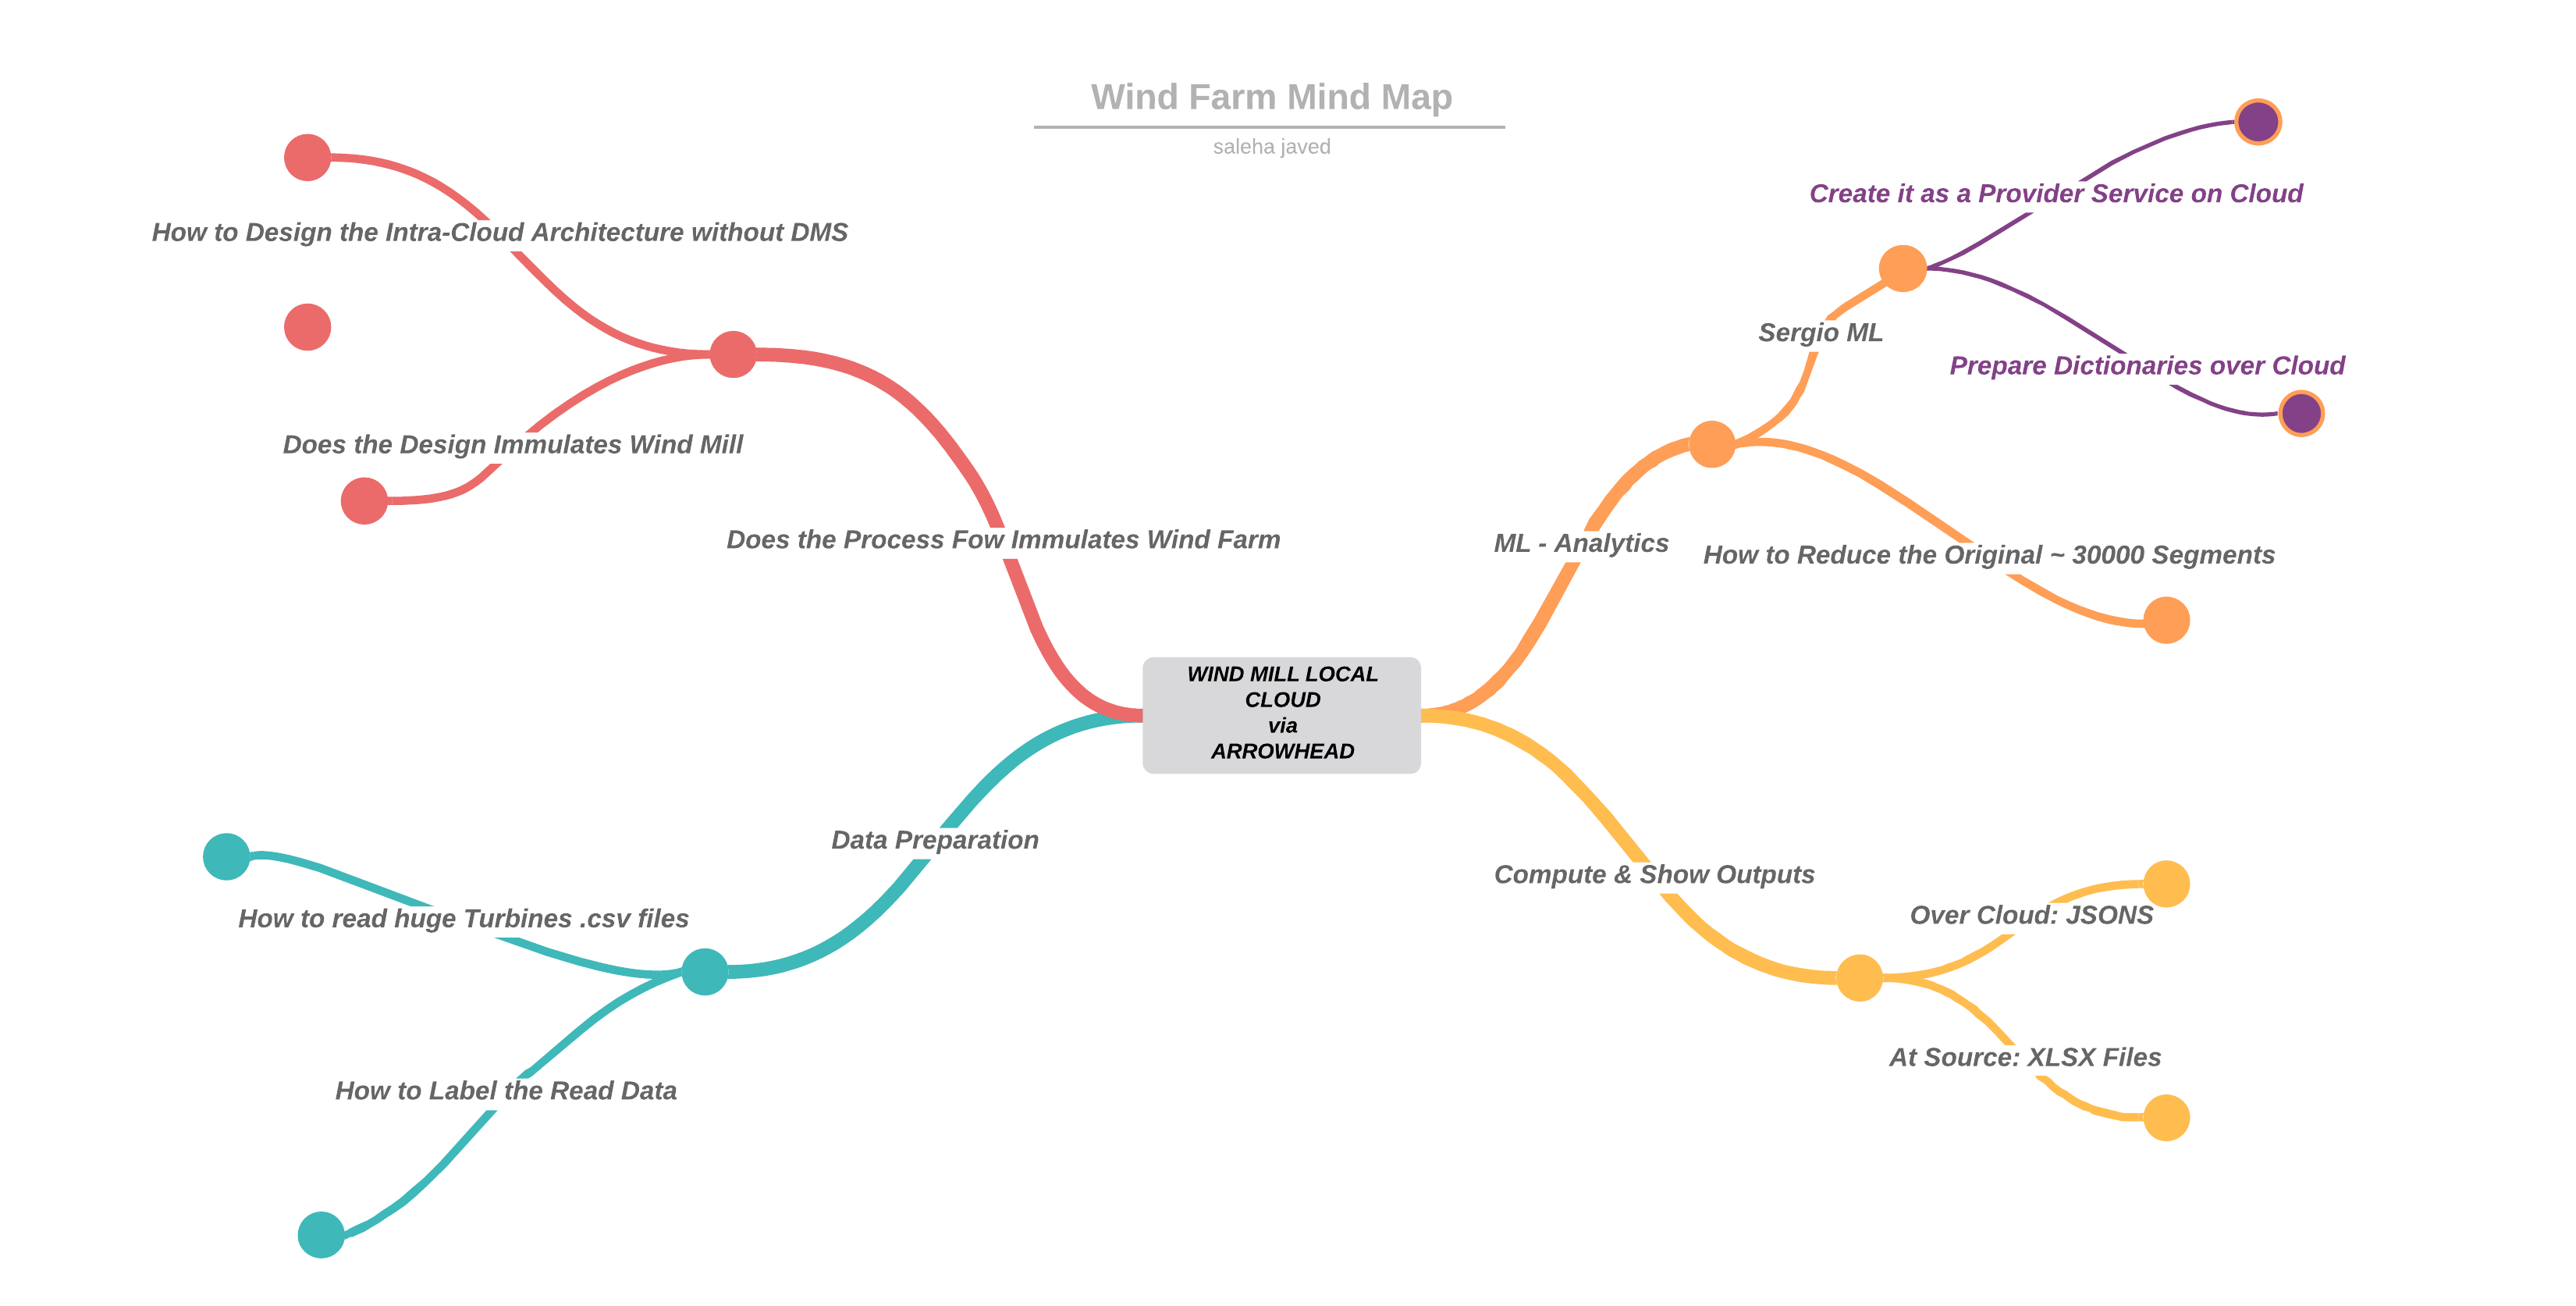 Wind Farm Mind Map
saleha javed
How to Design the Intra-Cloud Architecture without DMS
Does the Design Immulates Wind Mill
Does the Process Fow Immulates Wind Farm
Create it as a Provider Service on Cloud
Sergio ML
Prepare Dictionaries over Cloud
ML - Analytics
How to Reduce the Original ~ 30000 Segments
WIND MILL LOCAL
CLOUD
via
ARROWHEAD
Data Preparation
How to read huge Turbines .csv files
How to Label the Read Data
Compute & Show Outputs
Over Cloud: JSONS
At Source: XLSX Files